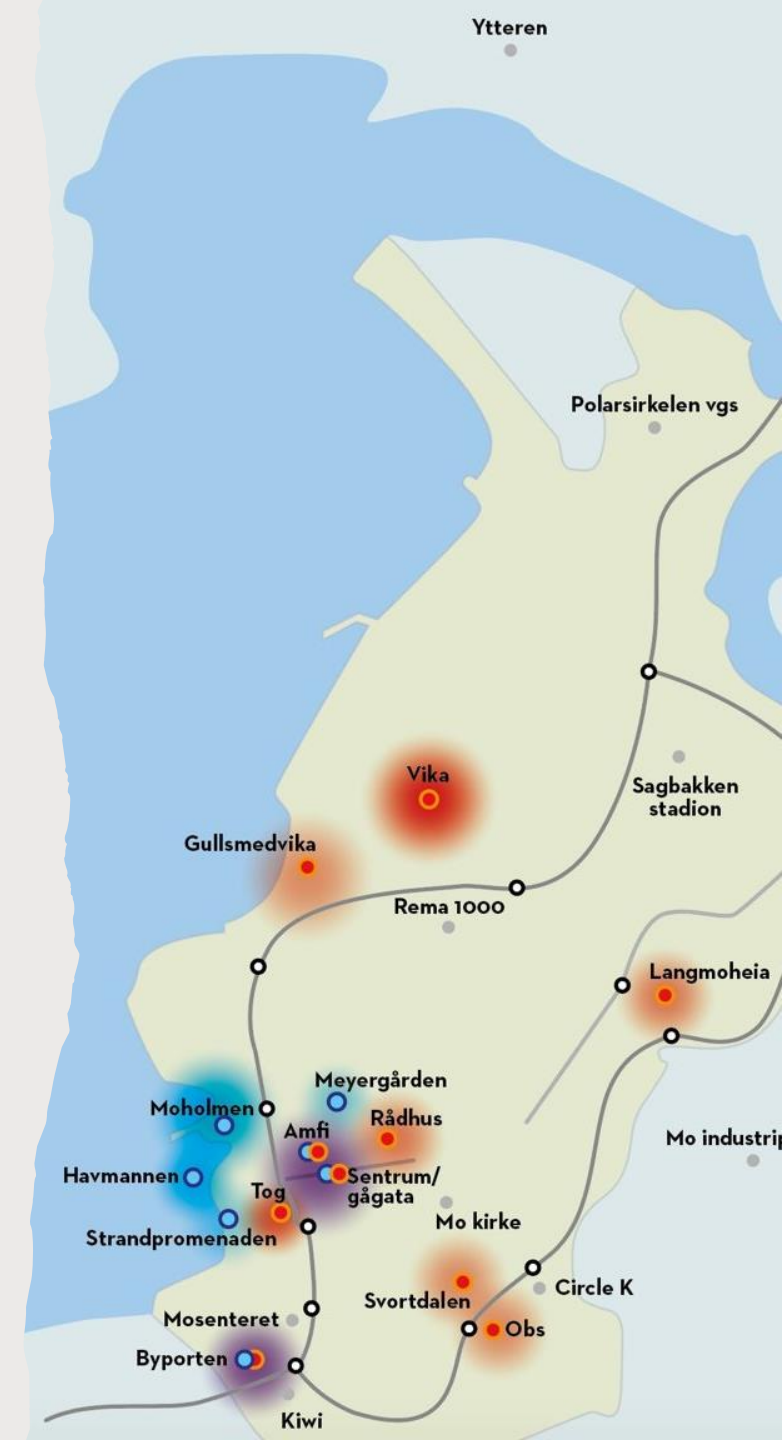 Ytteren
Polarsirkelen vgs
Sagbakken
stadion
Vika
Gullsmedvika
Rema 1000
Langmoheia
Meyergården
Moholmen
Rådhus
Amfi
Mo industrip
Havmannen
Sentrum/
gågata
Tog
Mo kirke
Strandpromenaden
Circle K
Svortdalen
Mosenteret
Obs
Byporten
Kiwi